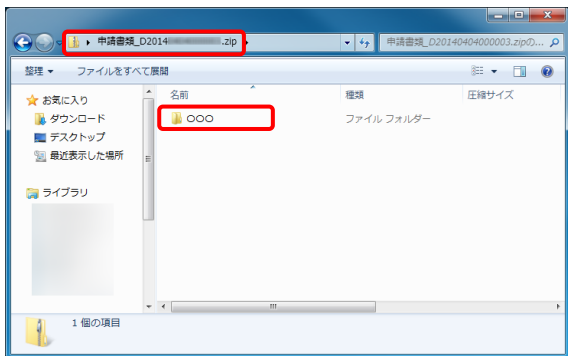 申請書類_D2014 .zip
申請書類_D20140404000003.zipの...
整理 ファイルをすべて展開
名前 種類 圧縮サイズ
お気に入り
ダウンロード
デスクトップ
最近表示した場所
ライブラリ
○○○ ファイル フォルダー
1 個の項目